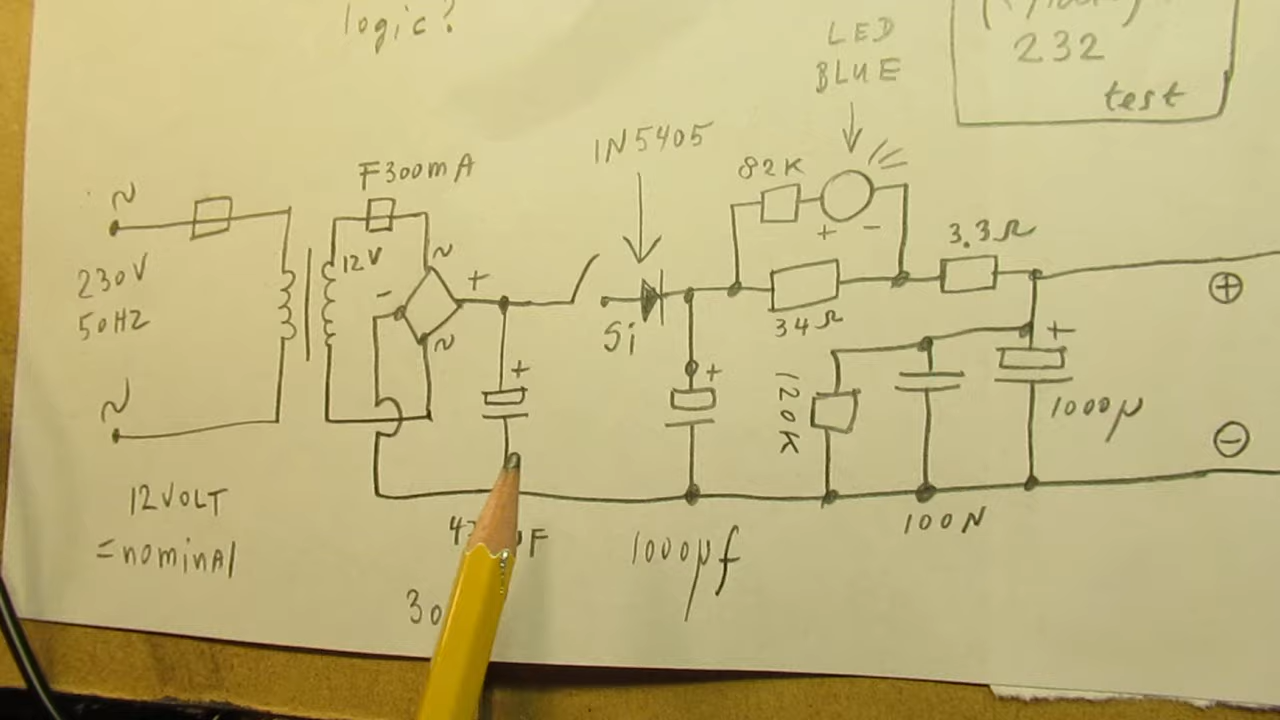 logic?
232
test
LED
BLUE
1N5405
82K
F300mA
~
~
+
-
12V
~
~
-
+
230V
50HZ
Si
34Ω
3.3Ω
+
+
+
120K
1000µ
+
-
~
12VOLT
=nominal
1000µf
100N